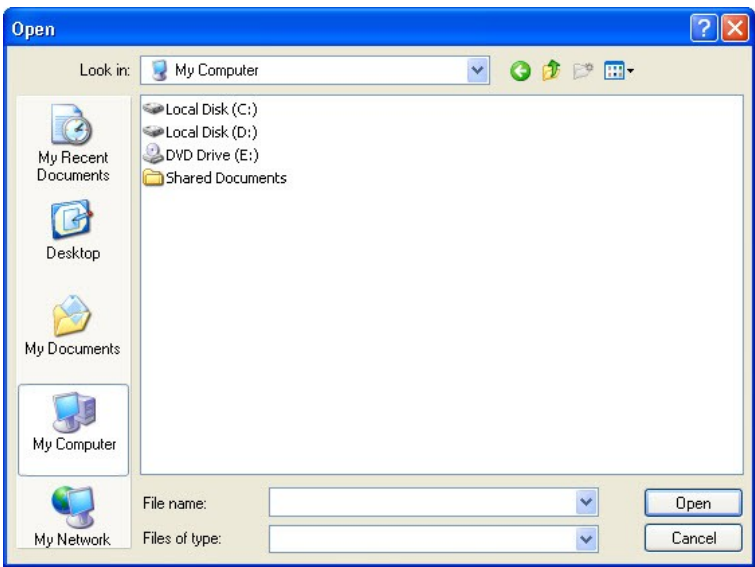 Open
Look in:
My Computer
My Recent
Documents
Desktop
My Documents
My Computer
My Network
Local Disk (C:)
Local Disk (D:)
DVD Drive (E:)
Shared Documents
File name:
Open
Files of type:
Cancel